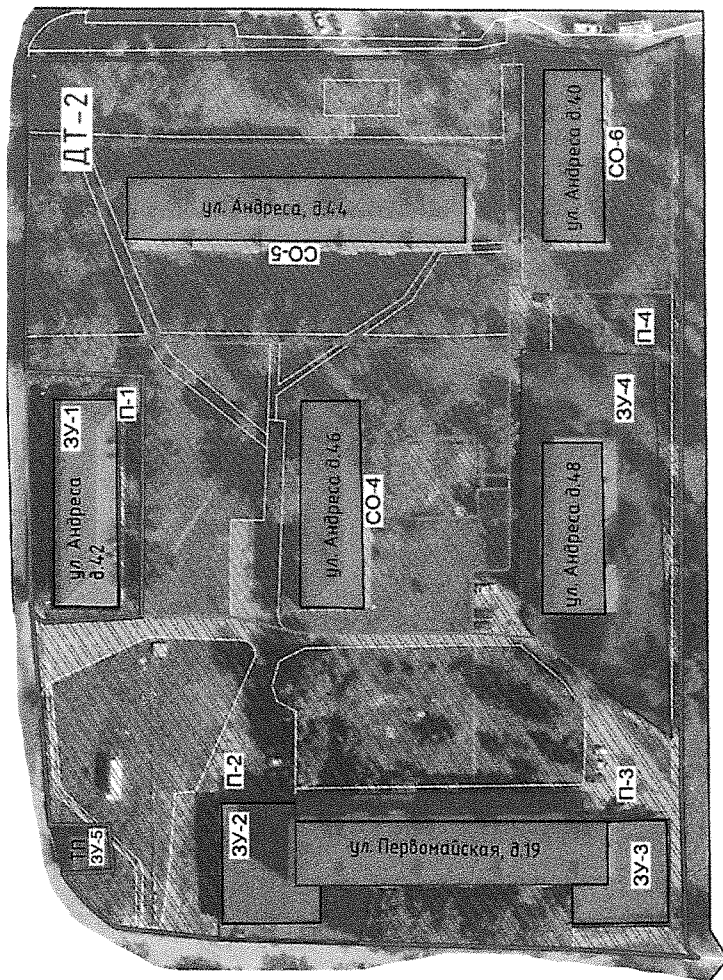 ДТ-2
ул. Андреса, д.44
СО-5
ул. Андреса д.40
СО-6
ЗУ-1
П-1
ул. Андреса
д.42
ул. Андреса д.46
СО-4
П-4
ЗУ-4
ул. Андреса д.48
П-2
ЗУ-2
ТП
ЗУ-5
ул. Первомайская, д.19
П-3
ЗУ-3